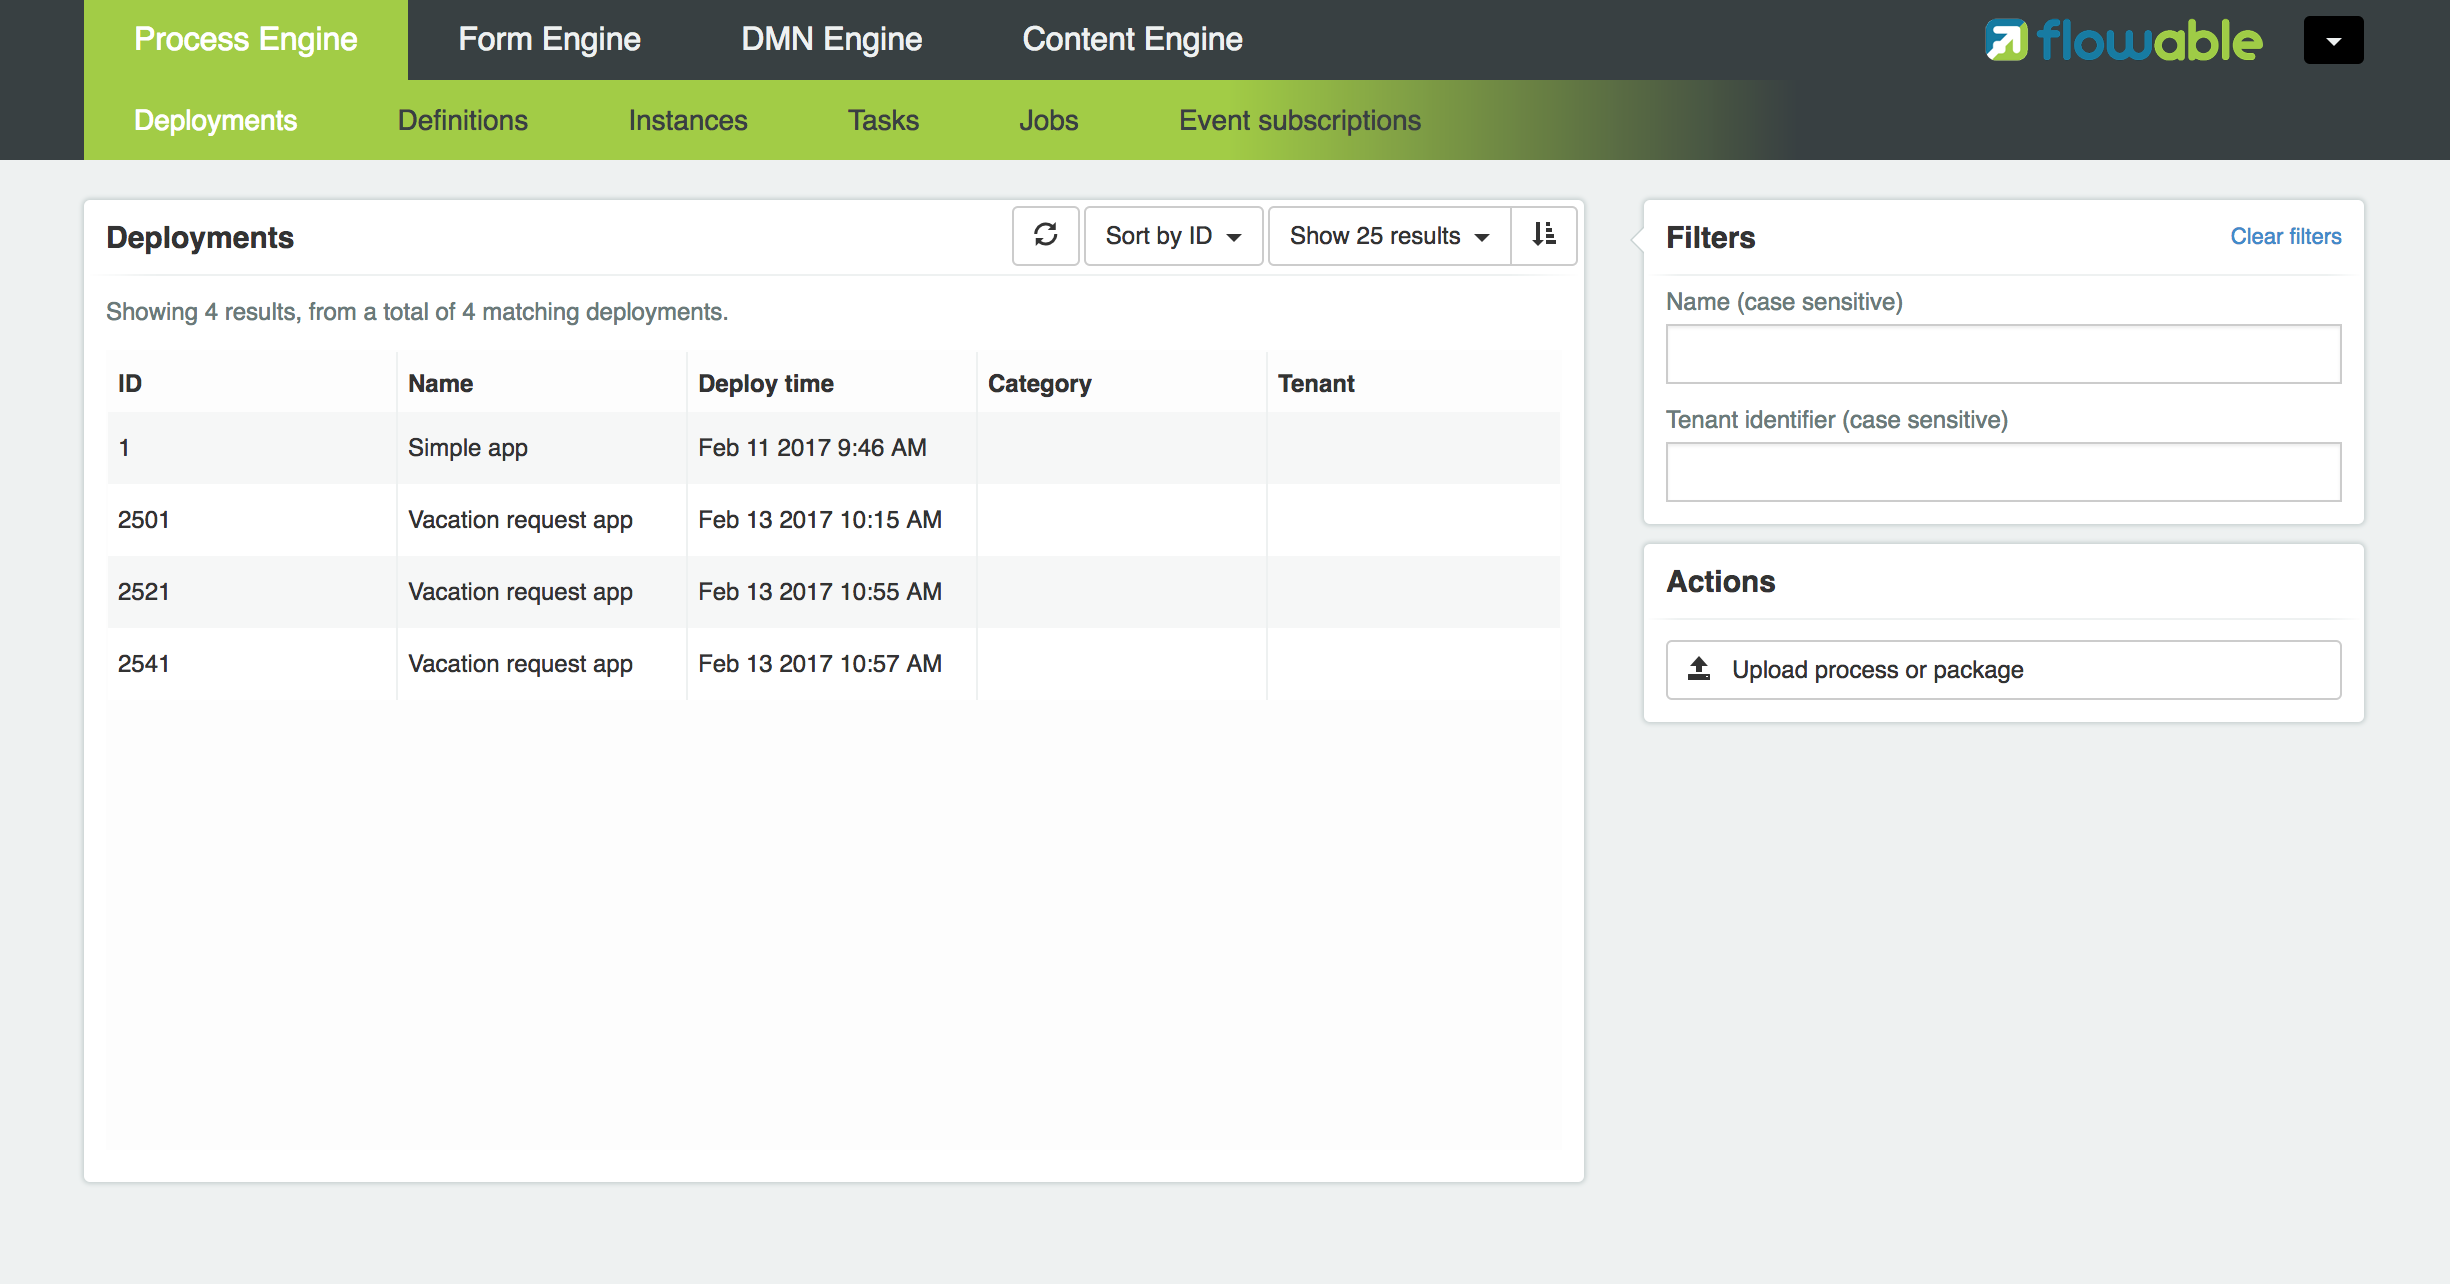 Process Engine Form Engine DMN Engine Content Engine flowable
Deployments Definitions Instances Tasks Jobs Event subscriptions
Deployments Sort by ID Show 25 results
Showing 4 results, from a total of 4 matching deployments.
ID Name Deploy time Category Tenant
1 Simple app Feb 11 2017 9:46 AM
2501 Vacation request app Feb 13 2017 10:15 AM
2521 Vacation request app Feb 13 2017 10:55 AM
2541 Vacation request app Feb 13 2017 10:57 AM
Filters Clear filters
Name (case sensitive)
Tenant identifier (case sensitive)
Actions
Upload process or package